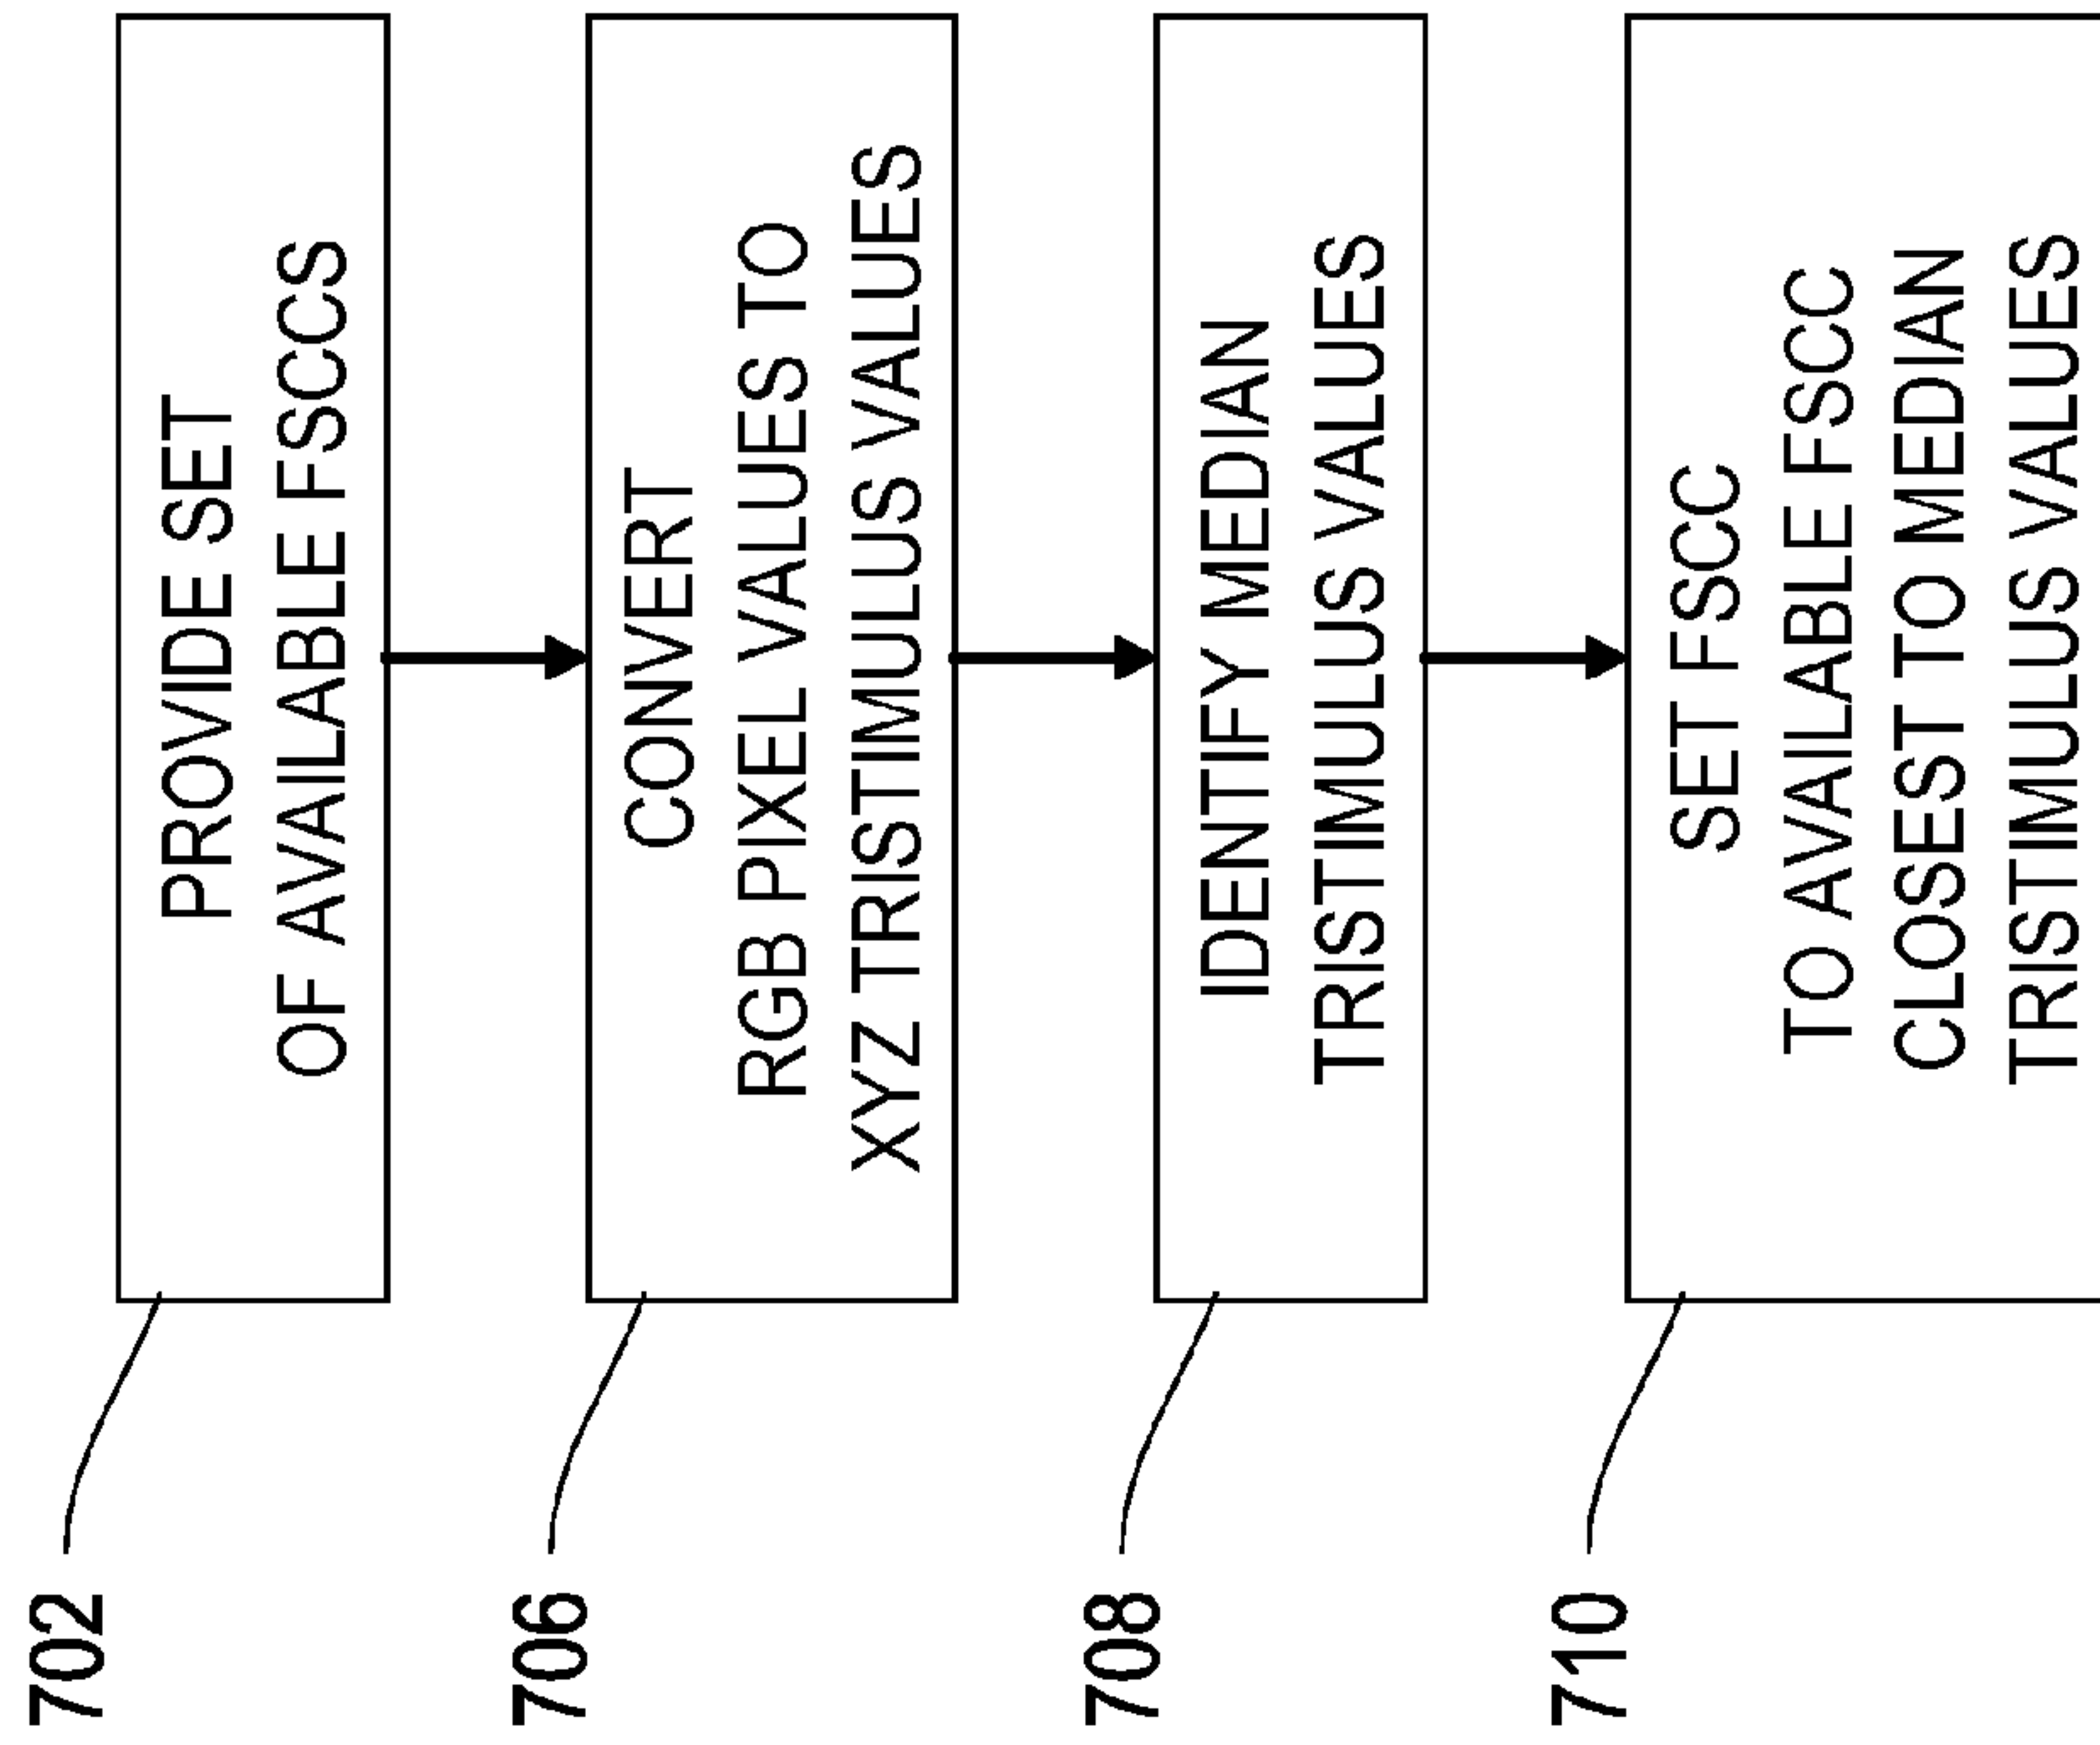 702
PROVIDE SET
OF AVAILABLE FSCCS
706
CONVERT
RGB PIXEL VALUES TO
XYZ TRISTIMULUS VALUES
708
IDENTIFY MEDIAN
TRISTIMULUS VALUES
710
SET FSCC
TO AVAILABLE FSCC
CLOSEST TO MEDIAN
TRISTIMULUS VALUES